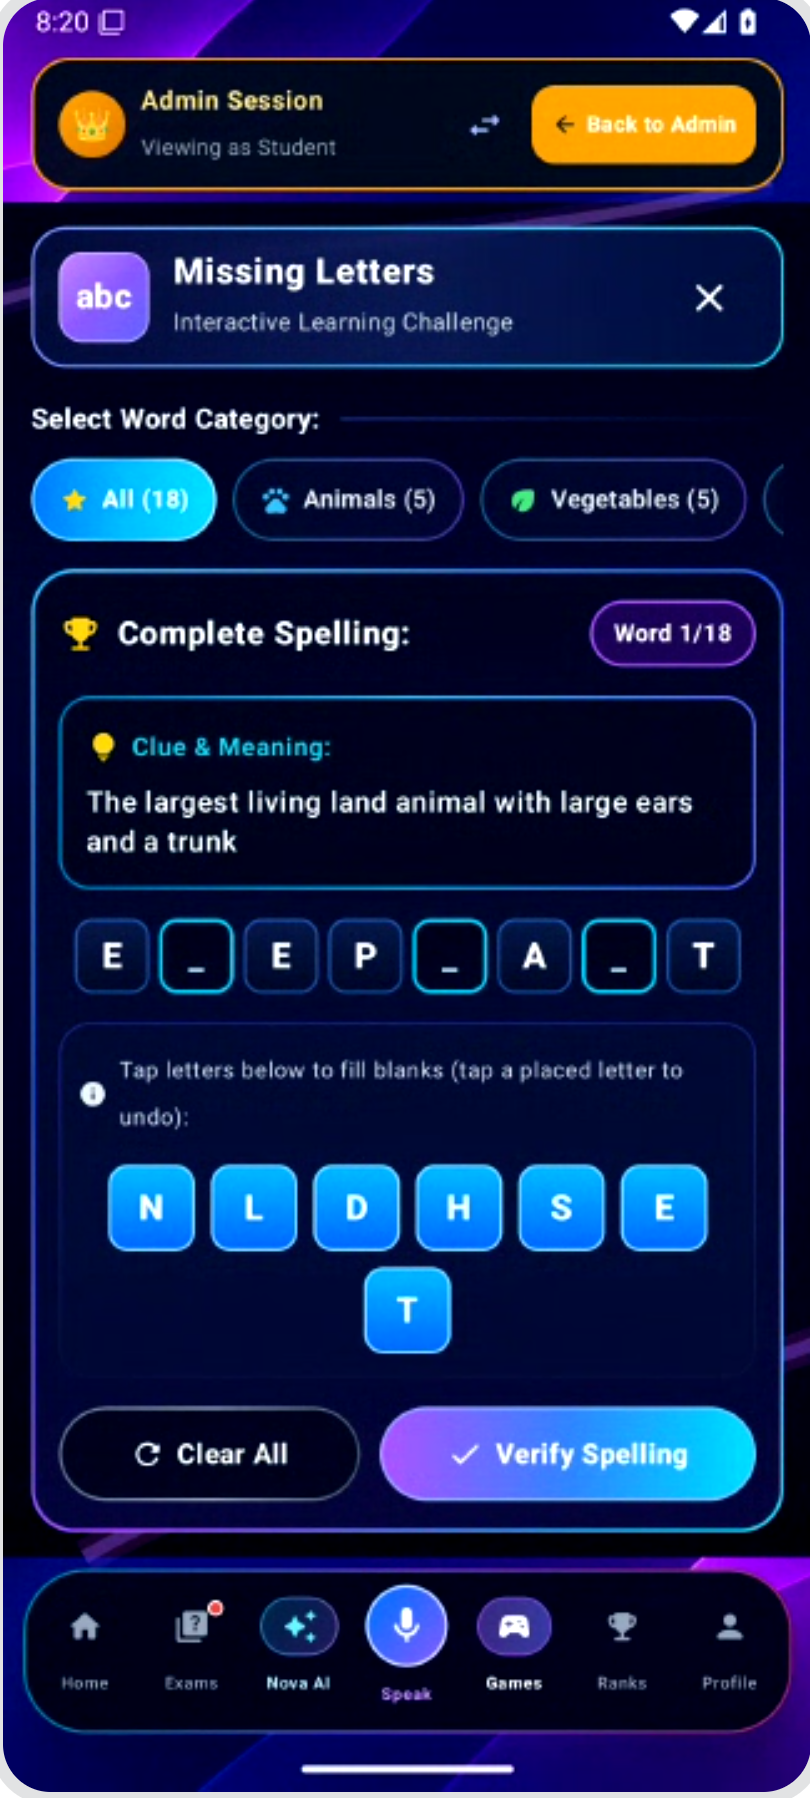 8:20
Admin Session
Viewing as Student
← Back to Admin
abc
Missing Letters
Interactive Learning Challenge
Select Word Category:
All (18)
Animals (5)
Vegetables (5)
Complete Spelling:
Word 1/18
Clue & Meaning:
The largest living land animal with large ears
and a trunk
E _ E P _ A _ T
Tap letters below to fill blanks (tap a placed letter to
undo):
N L D H S E
T
Clear All
Verify Spelling
Home
Exams
Nova AI
Speak
Games
Ranks
Profile